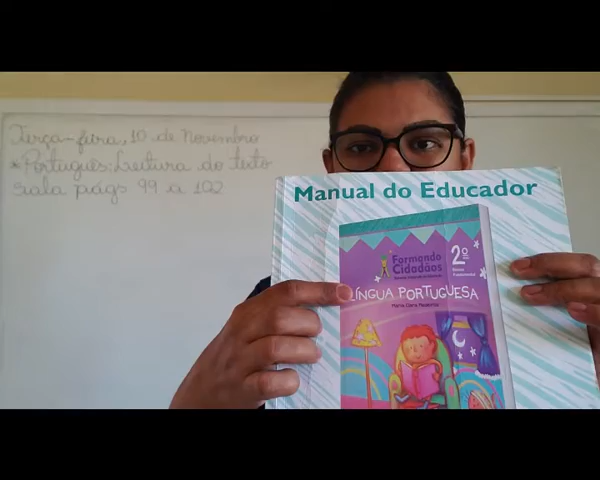 Terça-feira, 10 de Novembro
* Português: Leitura do texto
siala págs 99 a 102
Manual do Educador
Formando
Cidadãos
2º
LÍNGUA PORTUGUESA